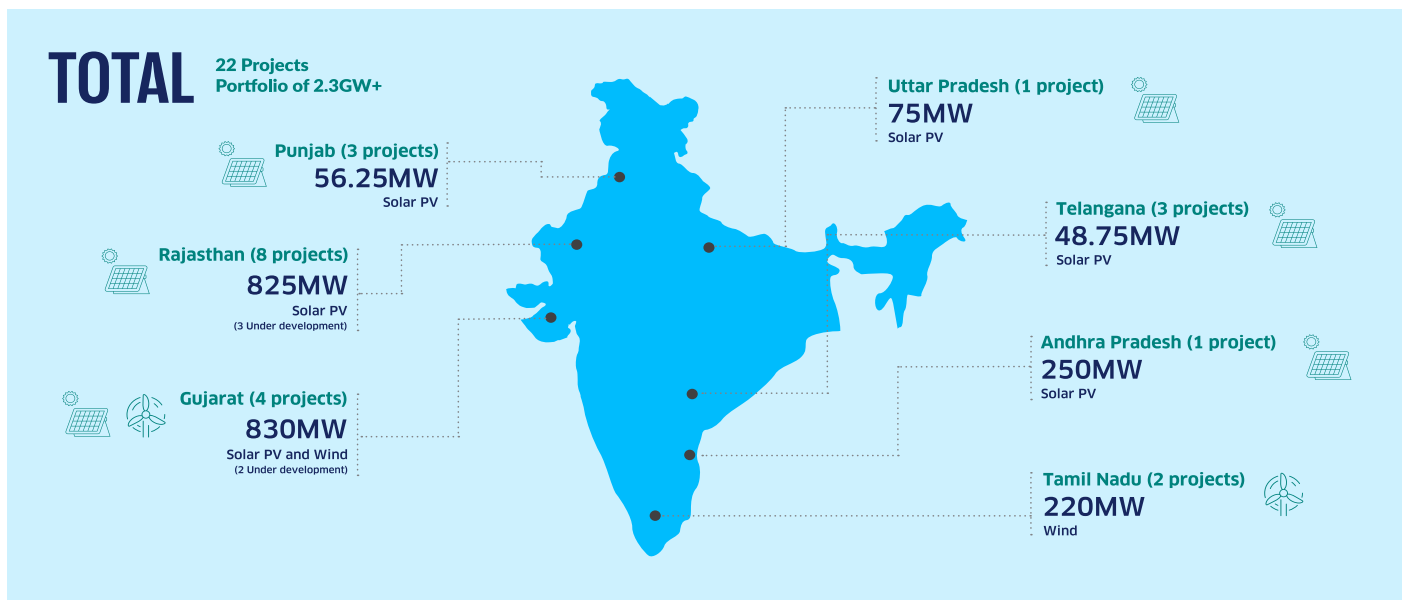 TOTAL
22 Projects
Portfolio of 2.3GW+
Punjab (3 projects)
56.25MW
Solar PV
Rajasthan (8 projects)
825MW
Solar PV
(3 Under development)
Gujarat (4 projects)
830MW
Solar PV and Wind
(2 Under development)
Uttar Pradesh (1 project)
75MW
Solar PV
Telangana (3 projects)
48.75MW
Solar PV
Andhra Pradesh (1 project)
250MW
Solar PV
Tamil Nadu (2 projects)
220MW
Wind